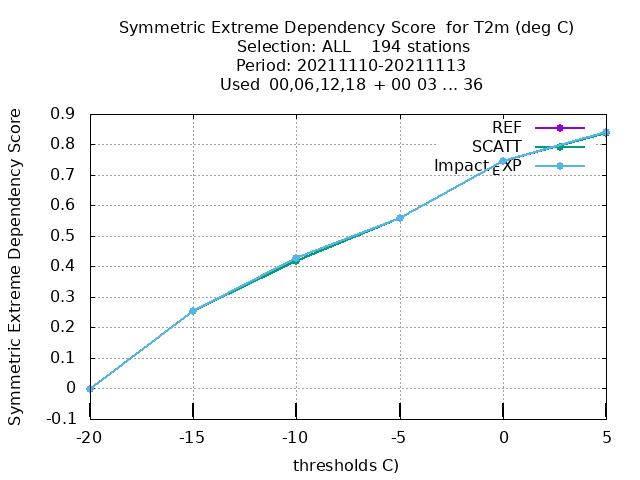 Symmetric Extreme Dependency Score  for T2m (deg C)
Selection: ALL    194 stations
Period: 20211110-20211113
Used  00,06,12,18  + 00 03 ... 36
Symmetric Extreme Dependency Score
0.9
0.8
0.7
0.6
0.5
0.4
0.3
0.2
0.1
0
-0.1
REF
SCATT
Impact_EXP
-20 -15 -10 -5 0 5
thresholds C)